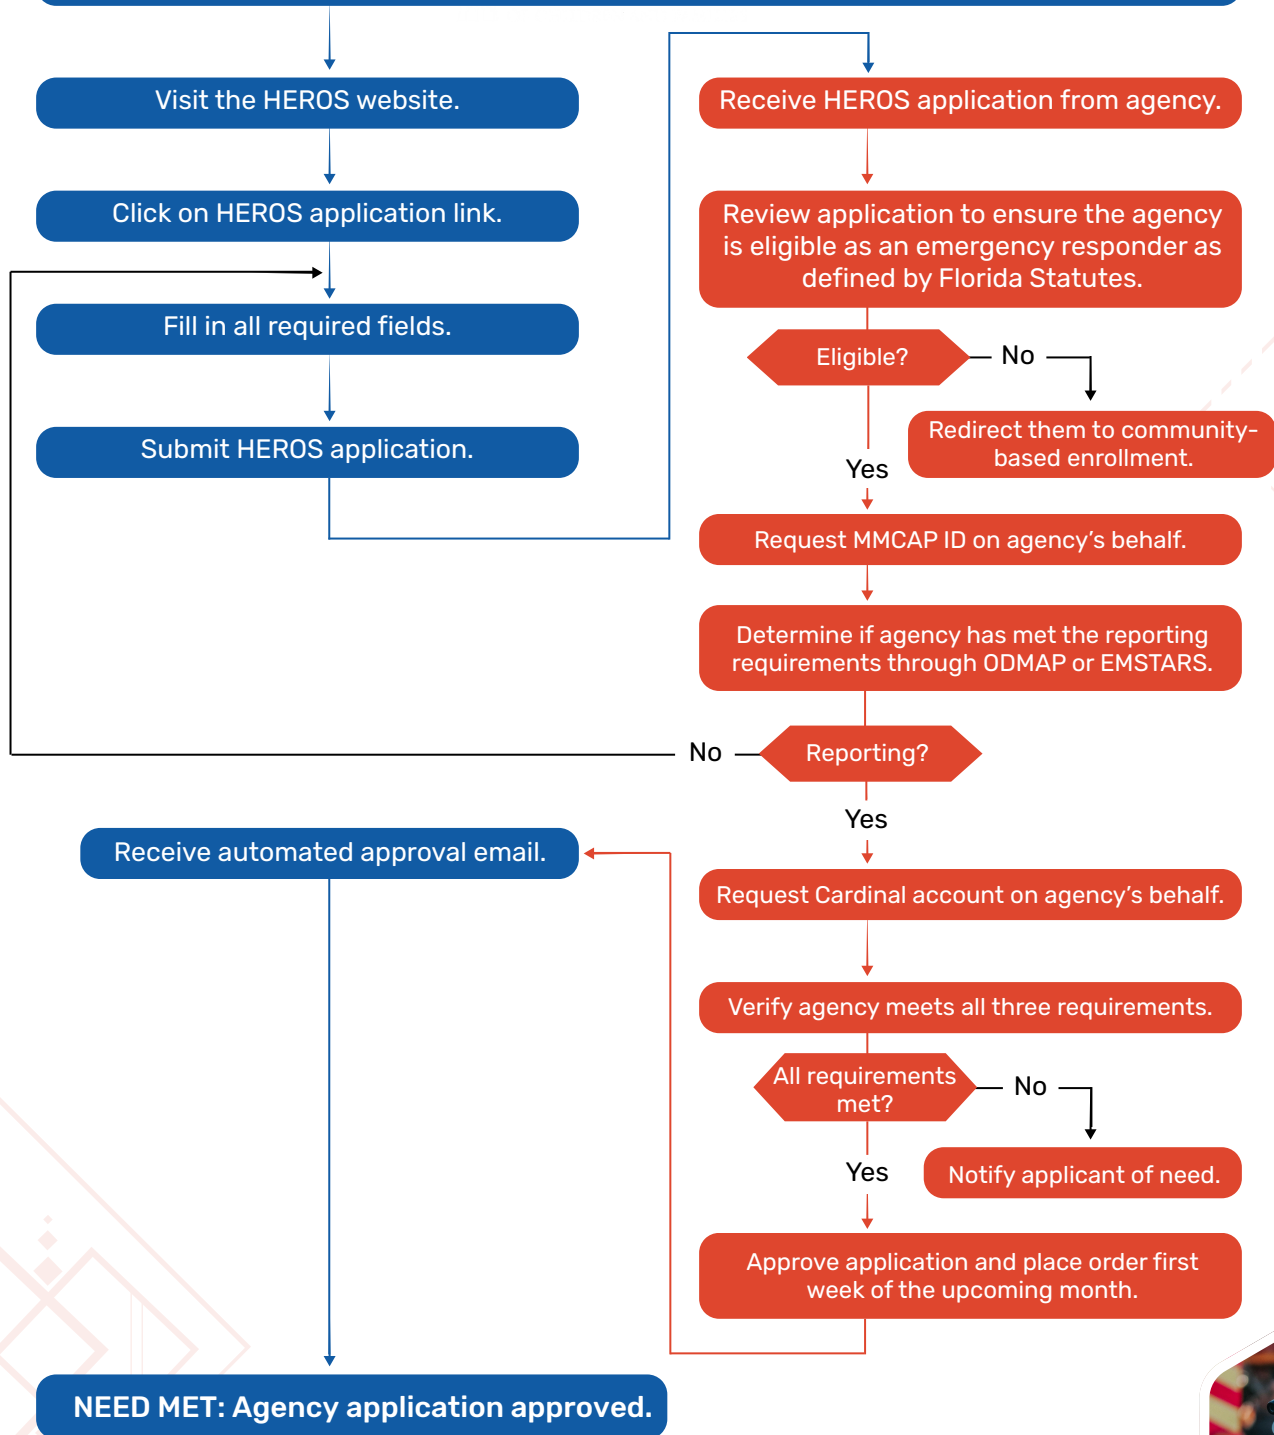 Visit the HEROS website.
Click on HEROS application link.
Fill in all required fields.
Submit HEROS application.
Receive HEROS application from agency.
Review application to ensure the agency
is eligible as an emergency responder as
defined by Florida Statutes.
Eligible?
No
Redirect them to community-
based enrollment.
Yes
Request MMCAP ID on agency's behalf.
Determine if agency has met the reporting
requirements through ODMAP or EMSTARS.
Reporting?
No
Yes
Request Cardinal account on agency's behalf.
Verify agency meets all three requirements.
All requirements
met?
No
Notify applicant of need.
Yes
Approve application and place order first
week of the upcoming month.
Receive automated approval email.
NEED MET: Agency application approved.